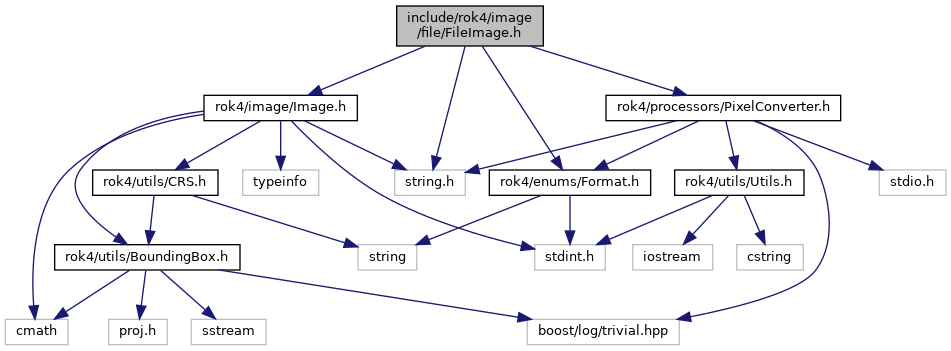 include/rok4/image
/file/FileImage.h
rok4/image/Image.h
rok4/processors/PixelConverter.h
rok4/utils/CRS.h
typeinfo
string.h
rok4/enums/Format.h
rok4/utils/Utils.h
stdio.h
rok4/utils/BoundingBox.h
string
stdint.h
iostream
cstring
cmath
proj.h
sstream
boost/log/trivial.hpp